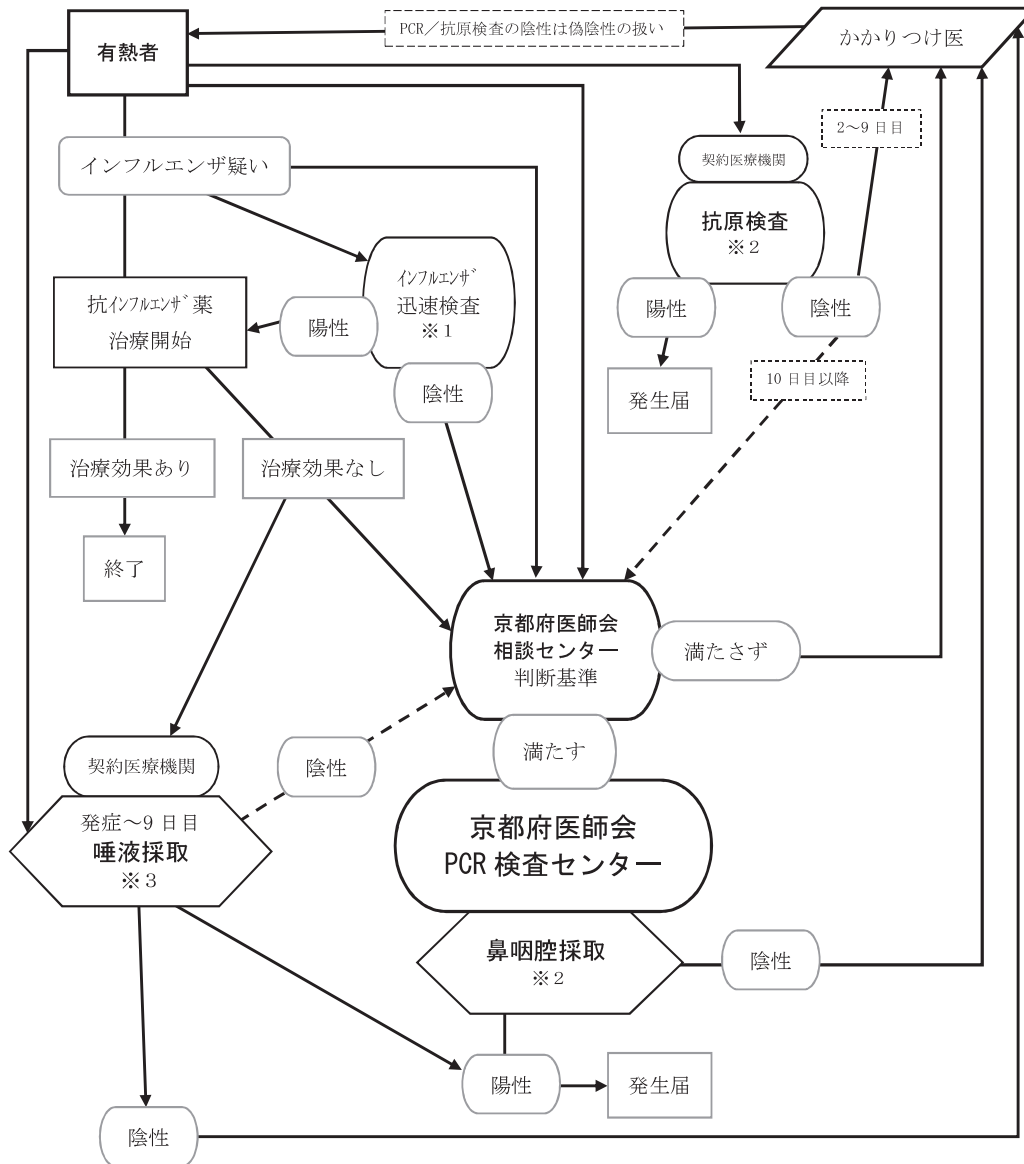 PCR／抗原検査の陰性は偽陰性の扱い
かかりつけ医
有熱者
2～9日目
インフルエンザ疑い
契約医療機関
抗原検査
※２
インフルエンザ
迅速検査
※１
抗インフルエンザ薬
治療開始
陽性
陽性
陰性
陰性
10日目以降
発生届
治療効果あり
治療効果なし
終了
京都府医師会
相談センター
判断基準
満たさず
満たす
契約医療機関
陰性
発症～9日目
唾液採取
※３
京都府医師会
PCR検査センター
鼻咽腔採取
※２
陰性
陽性
発生届
陰性